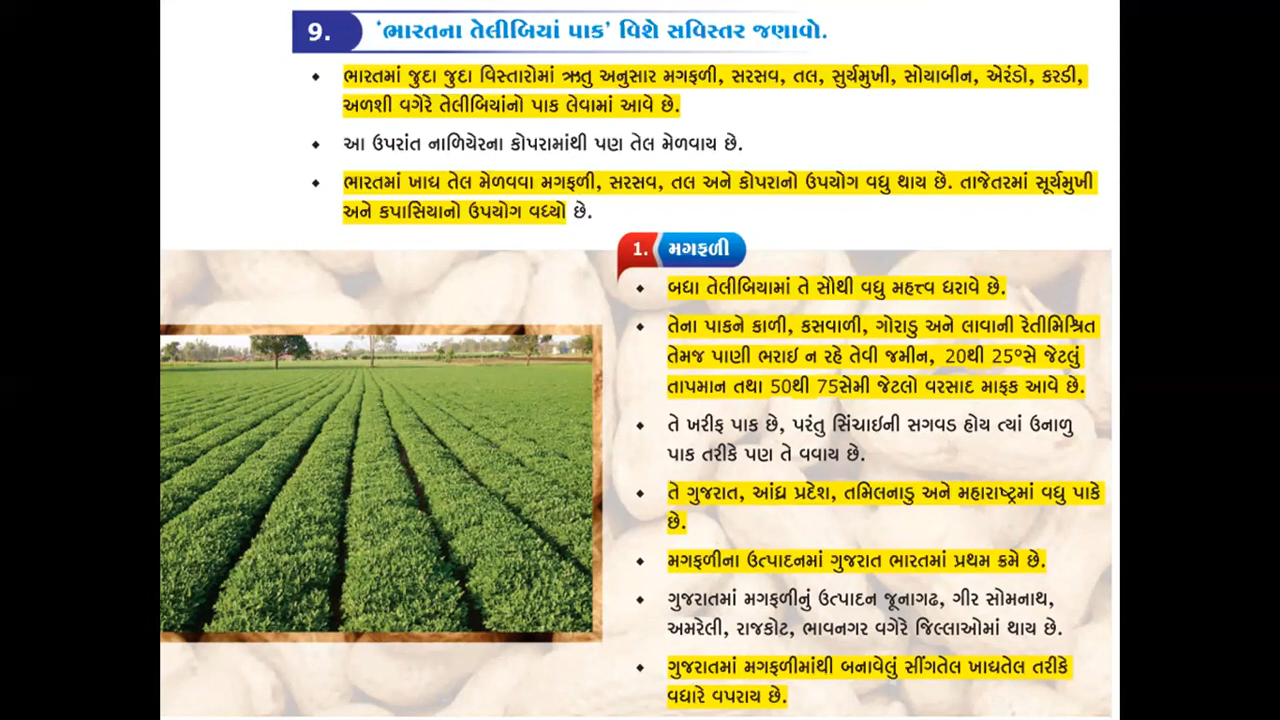 9. 'ભારતના તેલીબિયાં પાક' વિશે સવિસ્તર જણાવો.
◆ ભારતમાં જુદા જુદા વિસ્તારોમાં ઋતુ અનુસાર મગફળી, સરસવ, તલ, સુર્યમુખી, સોયાબીન, એરંડો, કરડી,
અળશી વગેરે તેલીબિયાંનો પાક લેવામાં આવે છે.
◆ આ ઉપરાંત નાળિયેરના કોપરામાંથી પણ તેલ મેળવાય છે.
◆ ભારતમાં ખાદ્ય તેલ મેળવવા મગફળી, સરસવ, તલ અને કોપરાનો ઉપયોગ વધુ થાય છે. તાજેતરમાં સૂર્યમુખી
અને કપાસિયાનો ઉપયોગ વધ્યો છે.
1. મગફળી
◆ બધા તેલીબિયામાં તે સૌથી વધુ મહત્ત્વ ધરાવે છે.
◆ તેના પાકને કાળી, કસવાળી, ગોરાડુ અને લાવાની રેતીમિશ્રિત
તેમજ પાણી ભરાઇ ન રહે તેવી જમીન, 20થી 25°સે જેટલું
તાપમાન તથા 50થી 75સેમી જેટલો વરસાદ માફક આવે છે.
◆ તે ખરીફ પાક છે, પરંતુ સિંચાઇની સગવડ હોય ત્યાં ઉનાળુ
પાક તરીકે પણ તે વવાય છે.
◆ તે ગુજરાત, આંધ્ર પ્રદેશ, તમિલનાડુ અને મહારાષ્ટ્રમાં વધુ પાકે
છે.
◆ મગફળીના ઉત્પાદનમાં ગુજરાત ભારતમાં પ્રથમ ક્રમે છે.
◆ ગુજરાતમાં મગફળીનું ઉત્પાદન જૂનાગઢ, ગીર સોમનાથ,
અમરેલી, રાજકોટ, ભાવનગર વગેરે જિલ્લાઓમાં થાય છે.
◆ ગુજરાતમાં મગફળીમાંથી બનાવેલું સીંગતેલ ખાદ્યતેલ તરીકે
વધારે વપરાય છે.